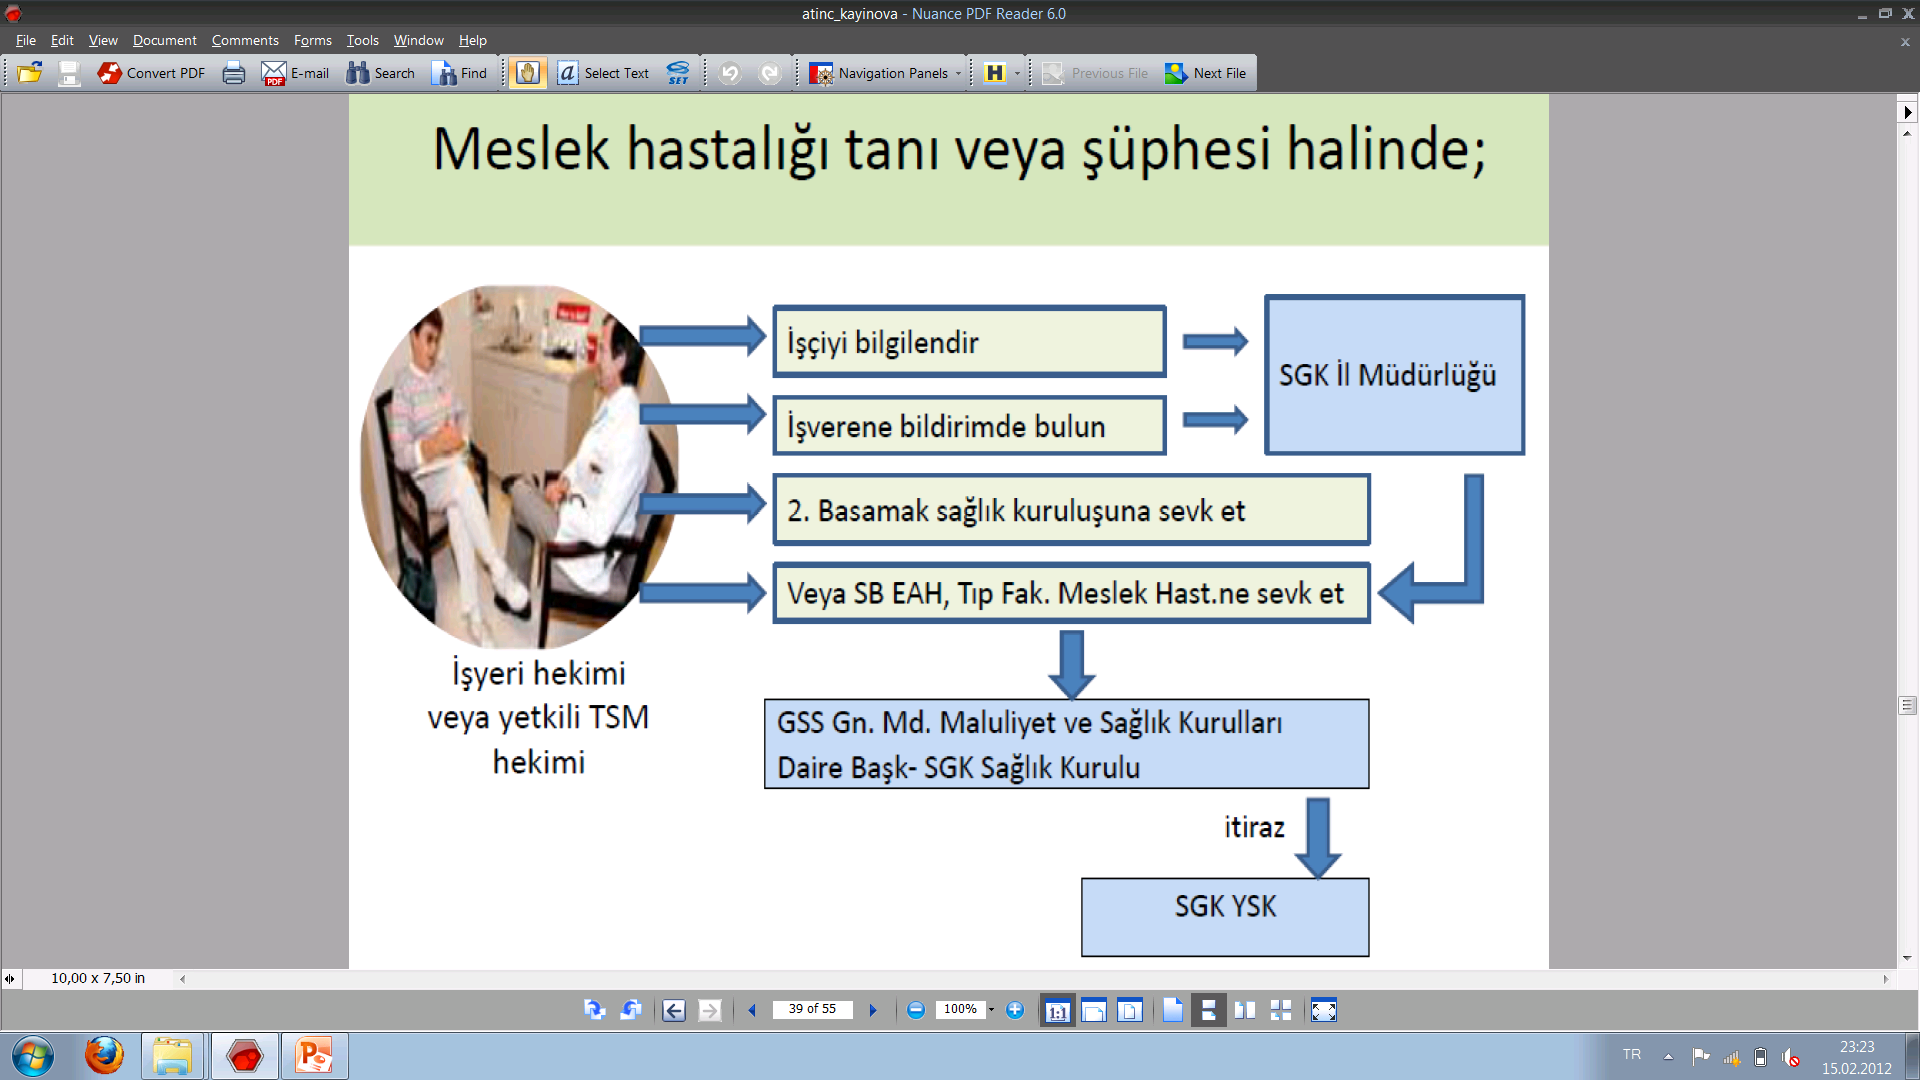 atinc_kayinova - Nuance PDF Reader 6.0
File Edit View Document Comments Forms Tools Window Help
Convert PDF E-mail Search Find Select Text SET Navigation Panels H Previous File Next File
Meslek hastalığı tanı veya şüphesi halinde;
İşçiyi bilgilendir
SGK İl Müdürlüğü
İşverene bildirimde bulun
2. Basamak sağlık kuruluşuna sevk et
Veya SB EAH, Tıp Fak. Meslek Hast.ne sevk et
İşyeri hekimi
veya yetkili TSM
hekimi
GSS Gn. Md. Maluliyet ve Sağlık Kurulları
Daire Başk- SGK Sağlık Kurulu
itiraz
SGK YSK
10,00 x 7,50 in
39 of 55
100%
1:1
TR
23:23
15.02.2012